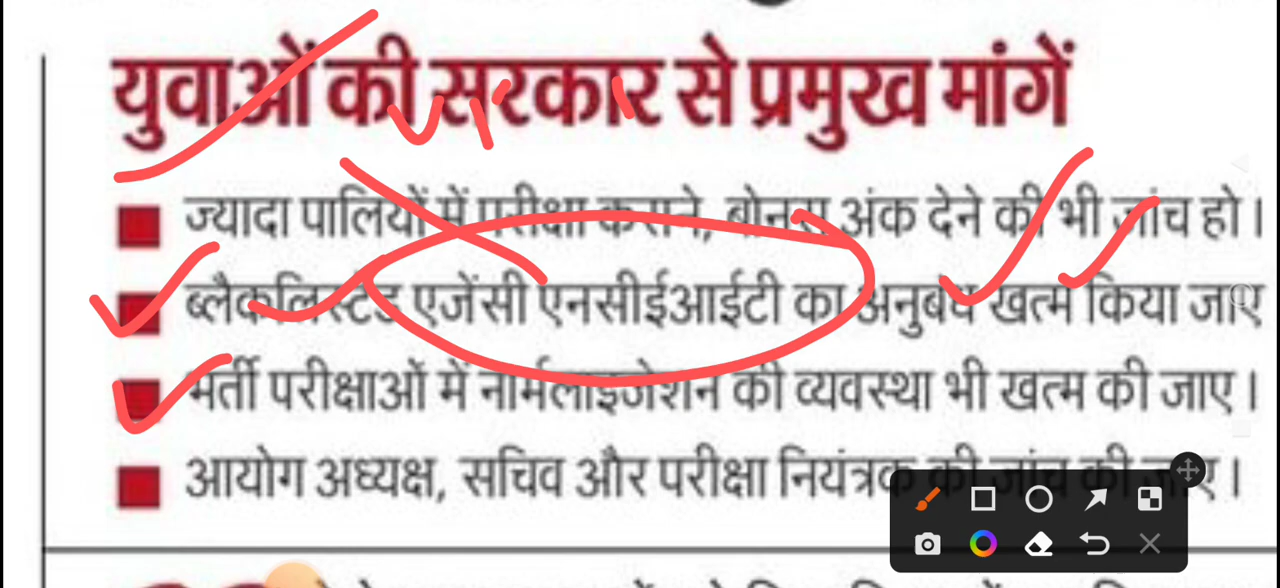 युवाओं की सरकार से प्रमुख मांगें
ज्यादा पालियों में परीक्षा कराने, बोनस अंक देने की भी जांच हो।
ब्लैकलिस्टेड एजेंसी एनसीईआईटी का अनुबंध खत्म किया जाए
भर्ती परीक्षाओं में नॉर्मलाइजेशन की व्यवस्था भी खत्म की जाए।
आयोग अध्यक्ष, सचिव और परीक्षा नियंत्रक की जांच की जाए।